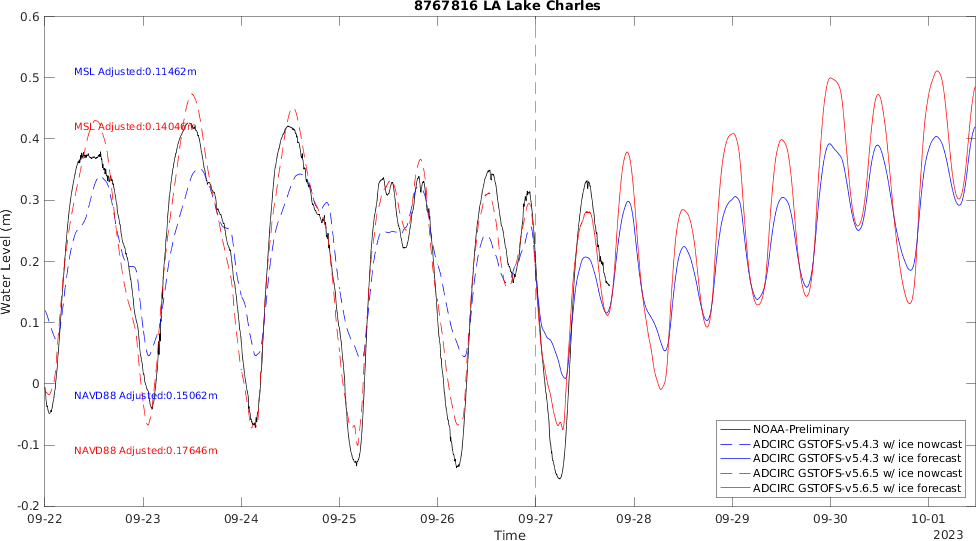 8767816 LA Lake Charles
0.6
0.5
0.4
0.3
0.2
0.1
0
-0.1
-0.2
Water Level (m)
MSL Adjusted:0.11462m
MSL Adjusted:0.14046m
NAVD88 Adjusted:0.15062m
NAVD88 Adjusted:0.17646m
NOAA-Preliminary
ADCIRC GSTOFS-v5.4.3 w/ ice nowcast
ADCIRC GSTOFS-v5.4.3 w/ ice forecast
ADCIRC GSTOFS-v5.6.5 w/ ice nowcast
ADCIRC GSTOFS-v5.6.5 w/ ice forecast
09-22 09-23 09-24 09-25 09-26 09-27 09-28 09-29 09-30 10-01
Time
2023